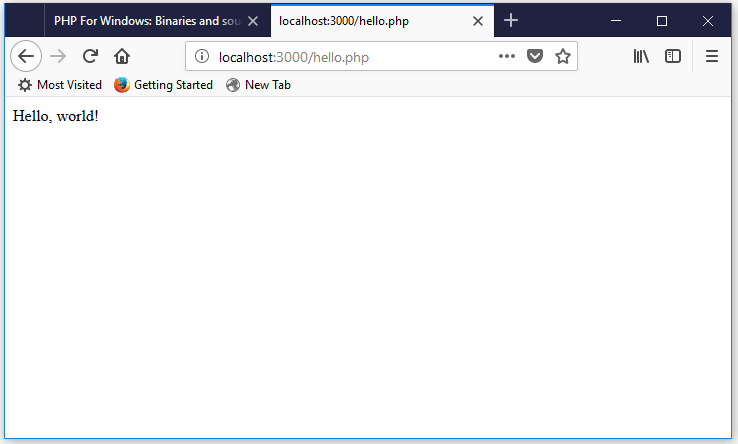 PHP For Windows: Binaries and sou
localhost:3000/hello.php
localhost:3000/hello.php
Most Visited Getting Started New Tab
Hello, world!